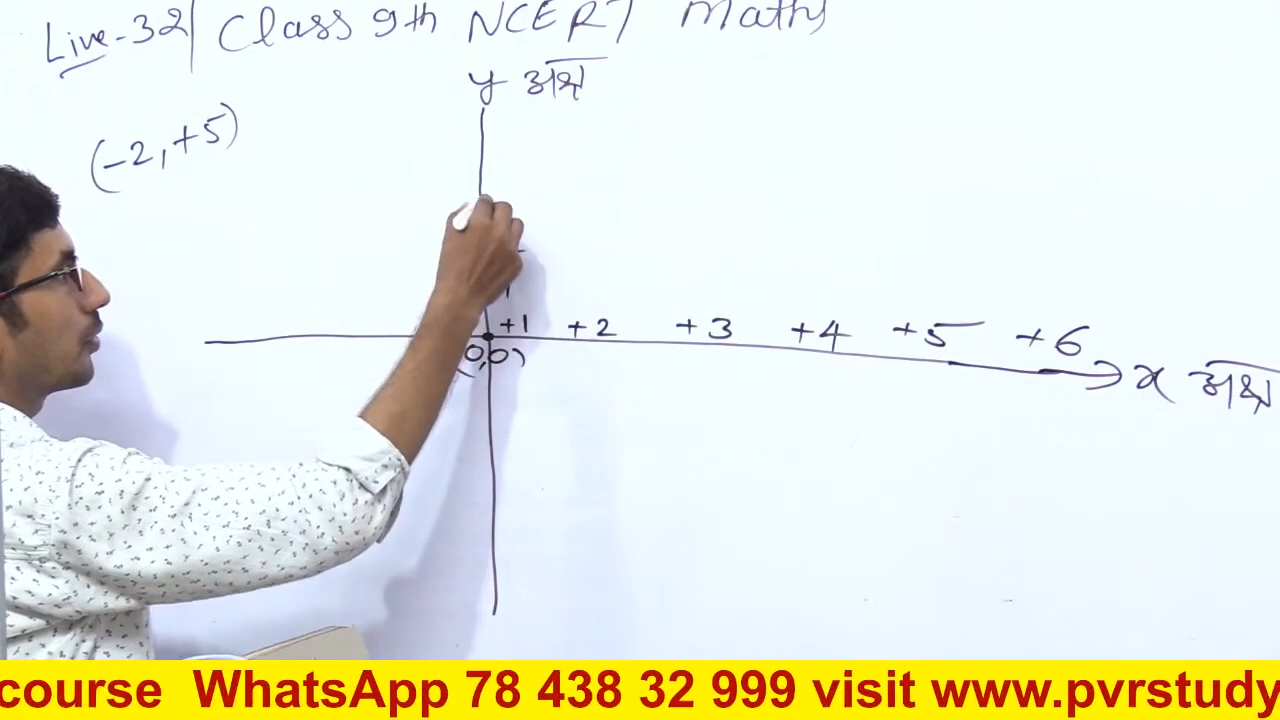 Live-32| Class 9th NCERT Maths
y अक्ष
(-2,+5)
+1 +2 +3 +4 +5 +6
(0,0)
x अक्ष
course WhatsApp 78 438 32 999 visit www.pvrstudy